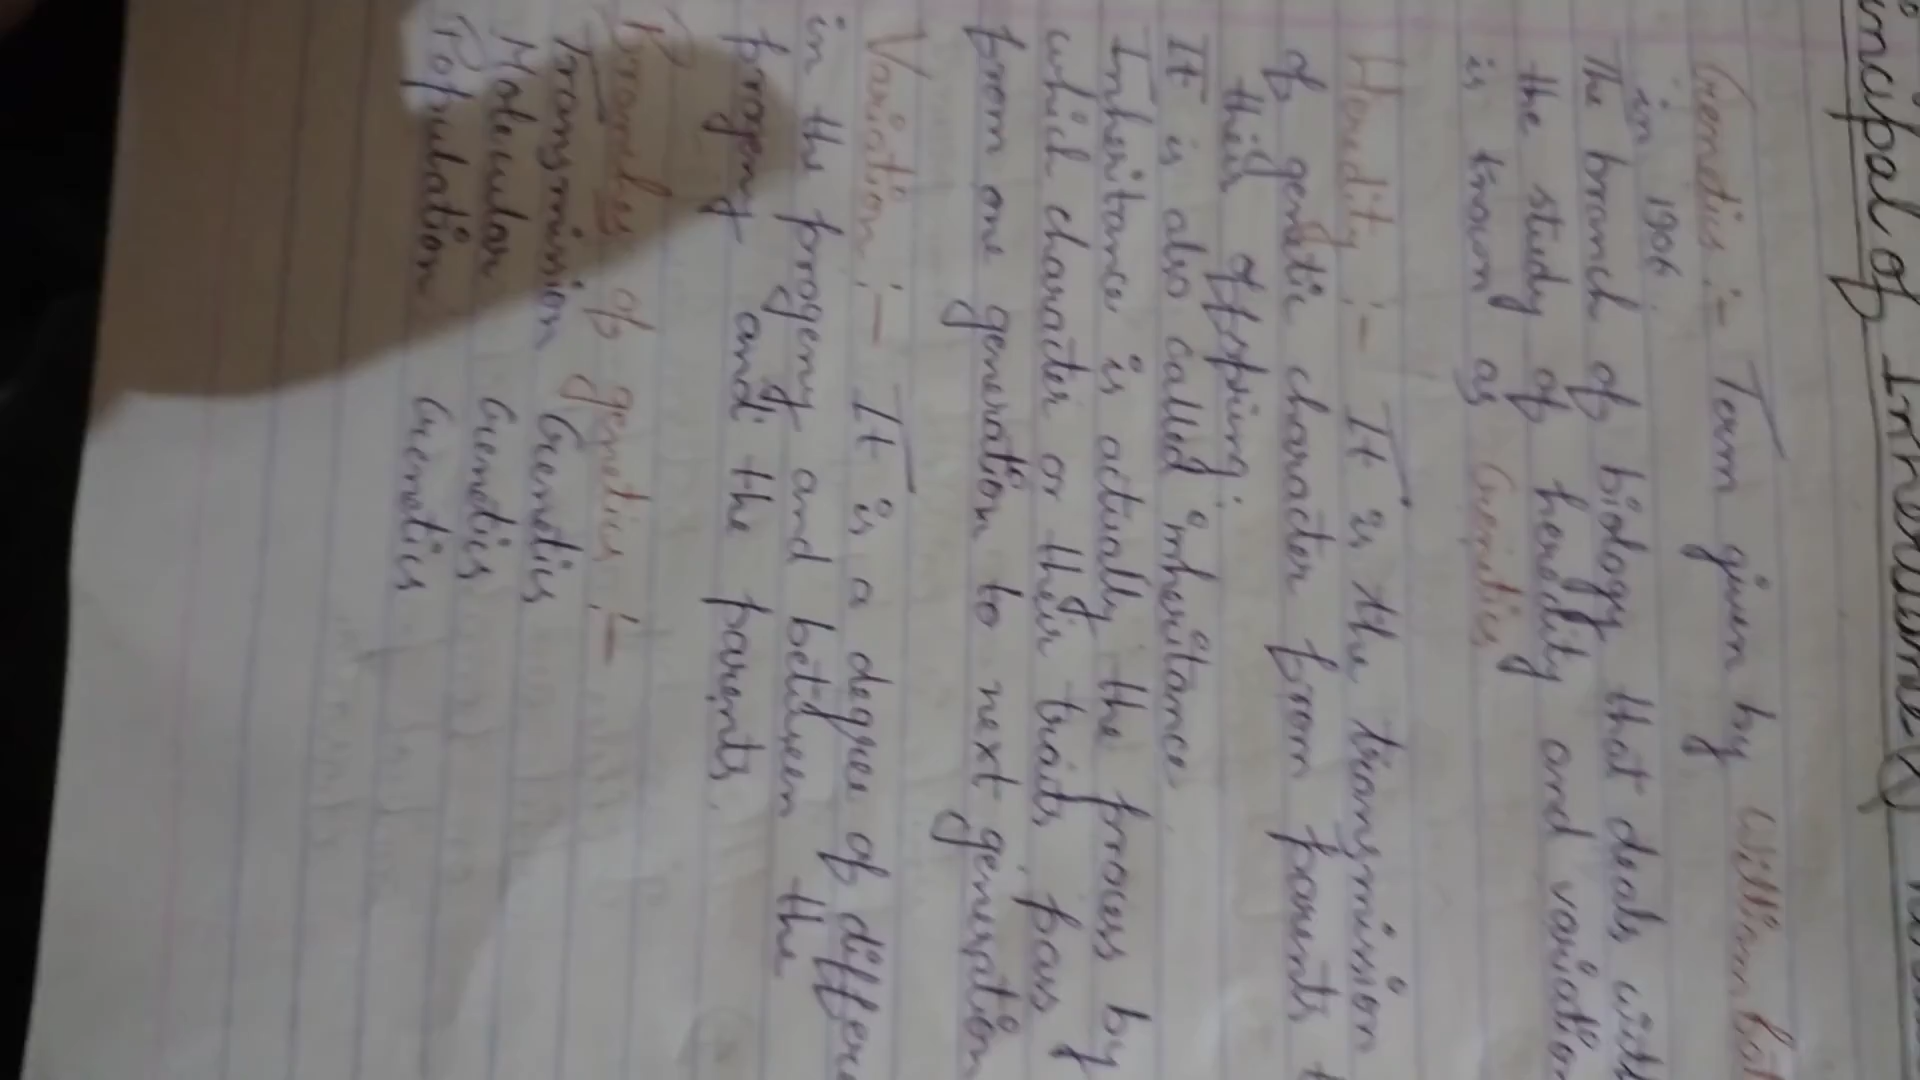 Principal of Inheritance
Genetics :- Term given by William
in 1906.
The branch of biology that deals with
the study of heredity and variation
is known as Genetics
Heredity :- It is the transmission
of genetic character from parents
their offspring.
It is also called inheritance
Inheritance is actually the process by
which character or their traits pass
from one generation to next generation
Variation :- It is a degree of
in the progeny and between the
progeny and the parents.
Branches of genetics :-
Transmission Genetics
Molecular Genetics
Population Genetics